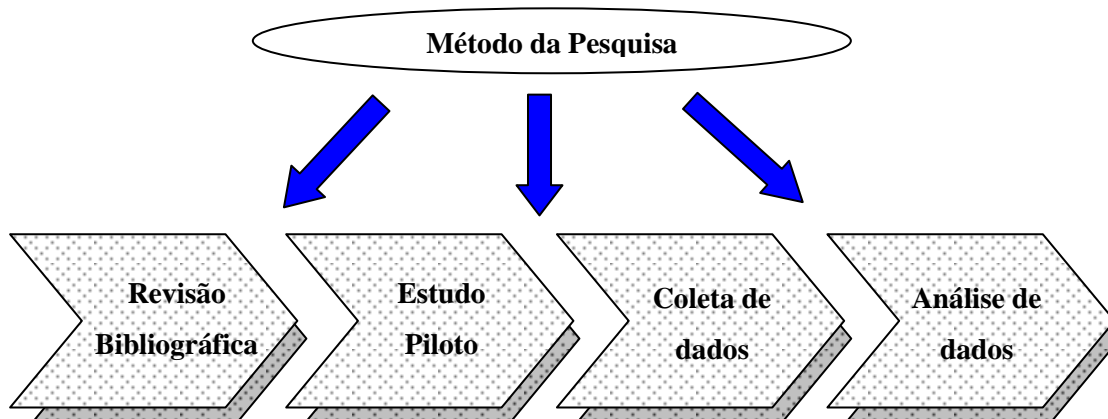 Método da Pesquisa
Revisão
Bibliográfica
Estudo
Piloto
Coleta de
dados
Análise de
dados